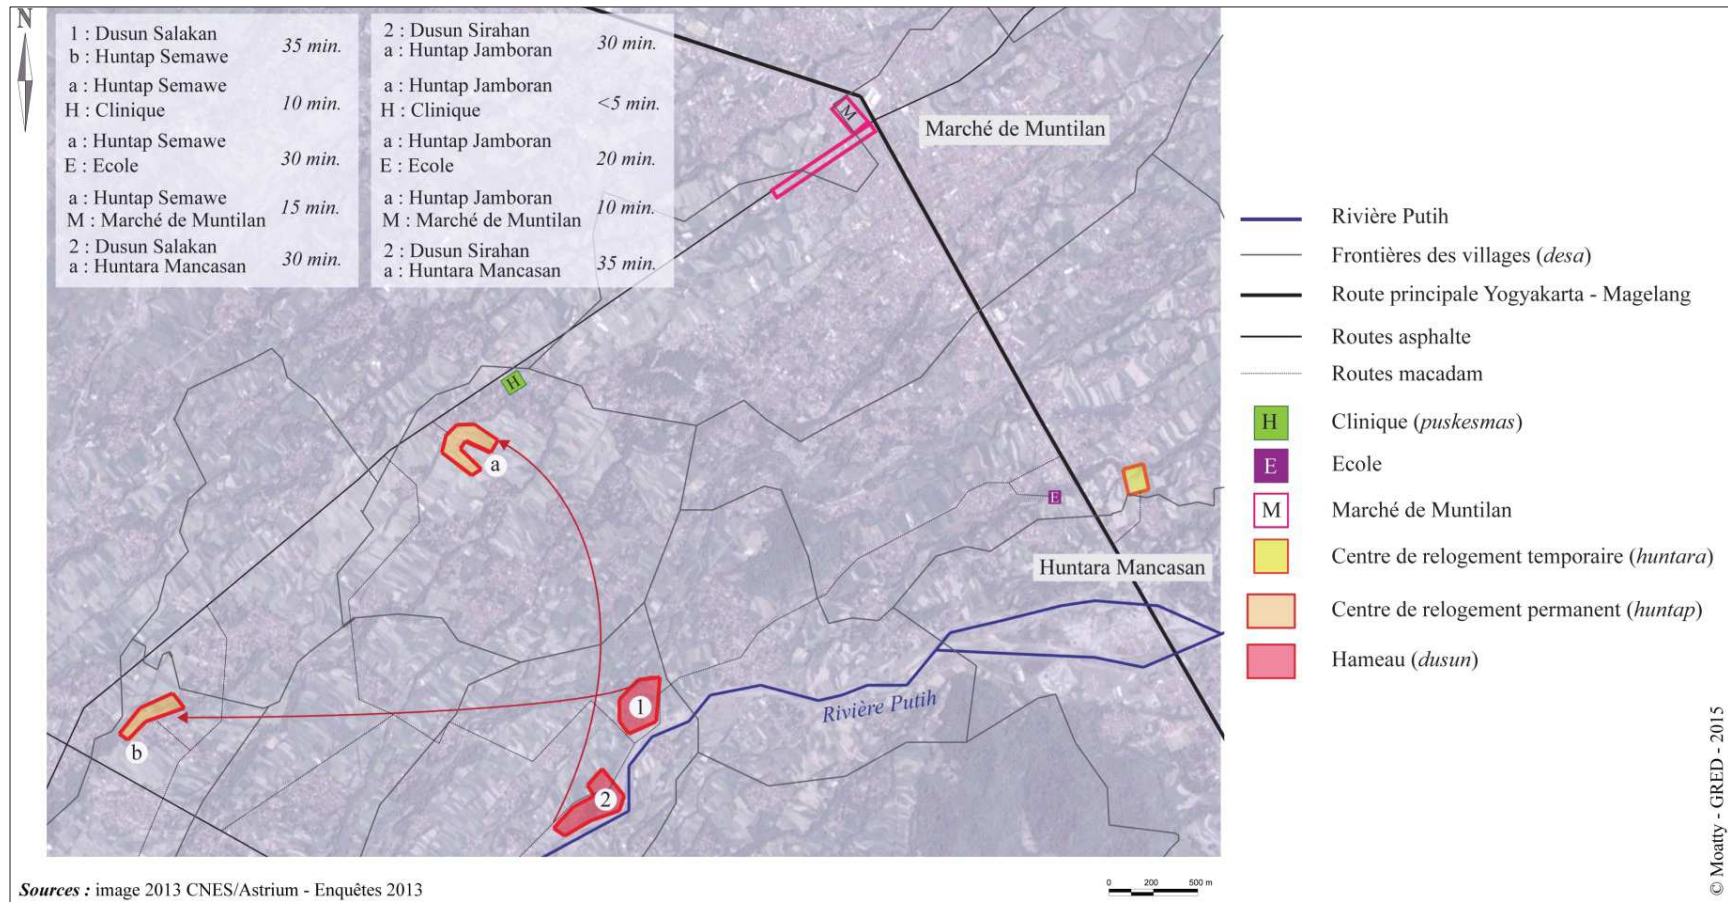 N
1 : Dusun Salakan
b : Huntap Semawe
35 min.
a : Huntap Semawe
H : Clinique
10 min.
a : Huntap Semawe
E : Ecole
30 min.
a : Huntap Semawe
M : Marché de Muntilan
15 min.
2 : Dusun Salakan
a : Huntara Mancasan
30 min.
2 : Dusun Sirahan
a : Huntap Jamboran
30 min.
a : Huntap Jamboran
H : Clinique
<5 min.
a : Huntap Jamboran
E : Ecole
20 min.
a : Huntap Jamboran
M : Marché de Muntilan
10 min.
2 : Dusun Sirahan
a : Huntara Mancasan
35 min.
M
Marché de Muntilan
H
a
E
Huntara Mancasan
1
b
2
Rivière Putih
Rivière Putih
Frontières des villages (desa)
Route principale Yogyakarta - Magelang
Routes asphalte
Routes macadam
H
Clinique (puskesmas)
E
Ecole
M
Marché de Muntilan
Centre de relogement temporaire (huntara)
Centre de relogement permanent (huntap)
Hameau (dusun)
© Moatty - GRED - 2015
Sources : image 2013 CNES/Astrium - Enquêtes 2013
0 200 500 m